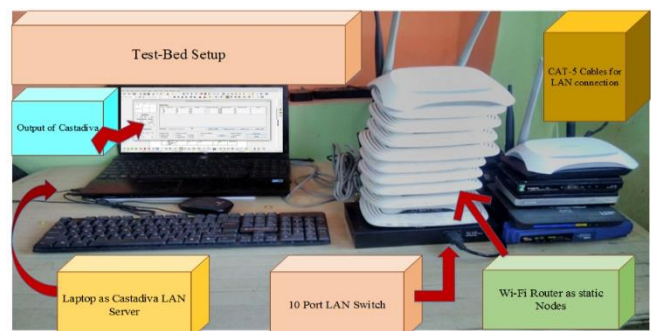 Test-Bed Setup
CAT-5 Cables for
LAN connection
Output of Castadiva
Laptop as Castadiva LAN
Server
10 Port LAN Switch
Wi-Fi Router as static
Nodes